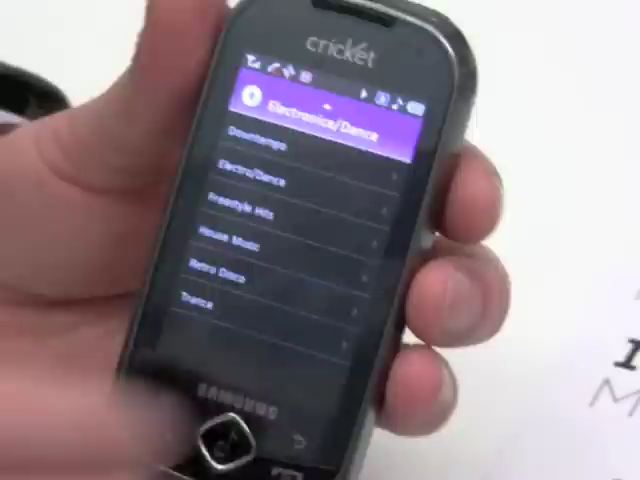 cricket
Electronica/Dance
Downtempo
Electro/Dance
Freestyle Hits
House Music
Retro Disco
Trance
SAMSUNG